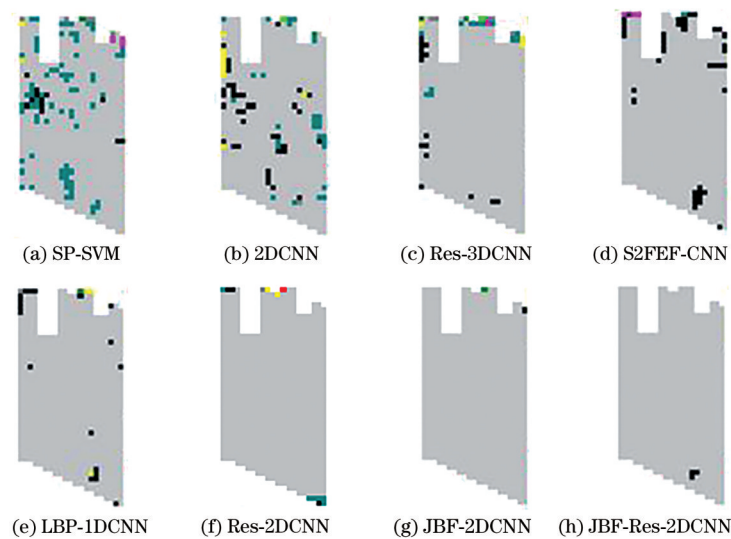 (a) SP-SVM
(b) 2DCNN
(c) Res-3DCNN
(d) S2FEF-CNN
(e) LBP-1DCNN
(f) Res-2DCNN
(g) JBF-2DCNN
(h) JBF-Res-2DCNN